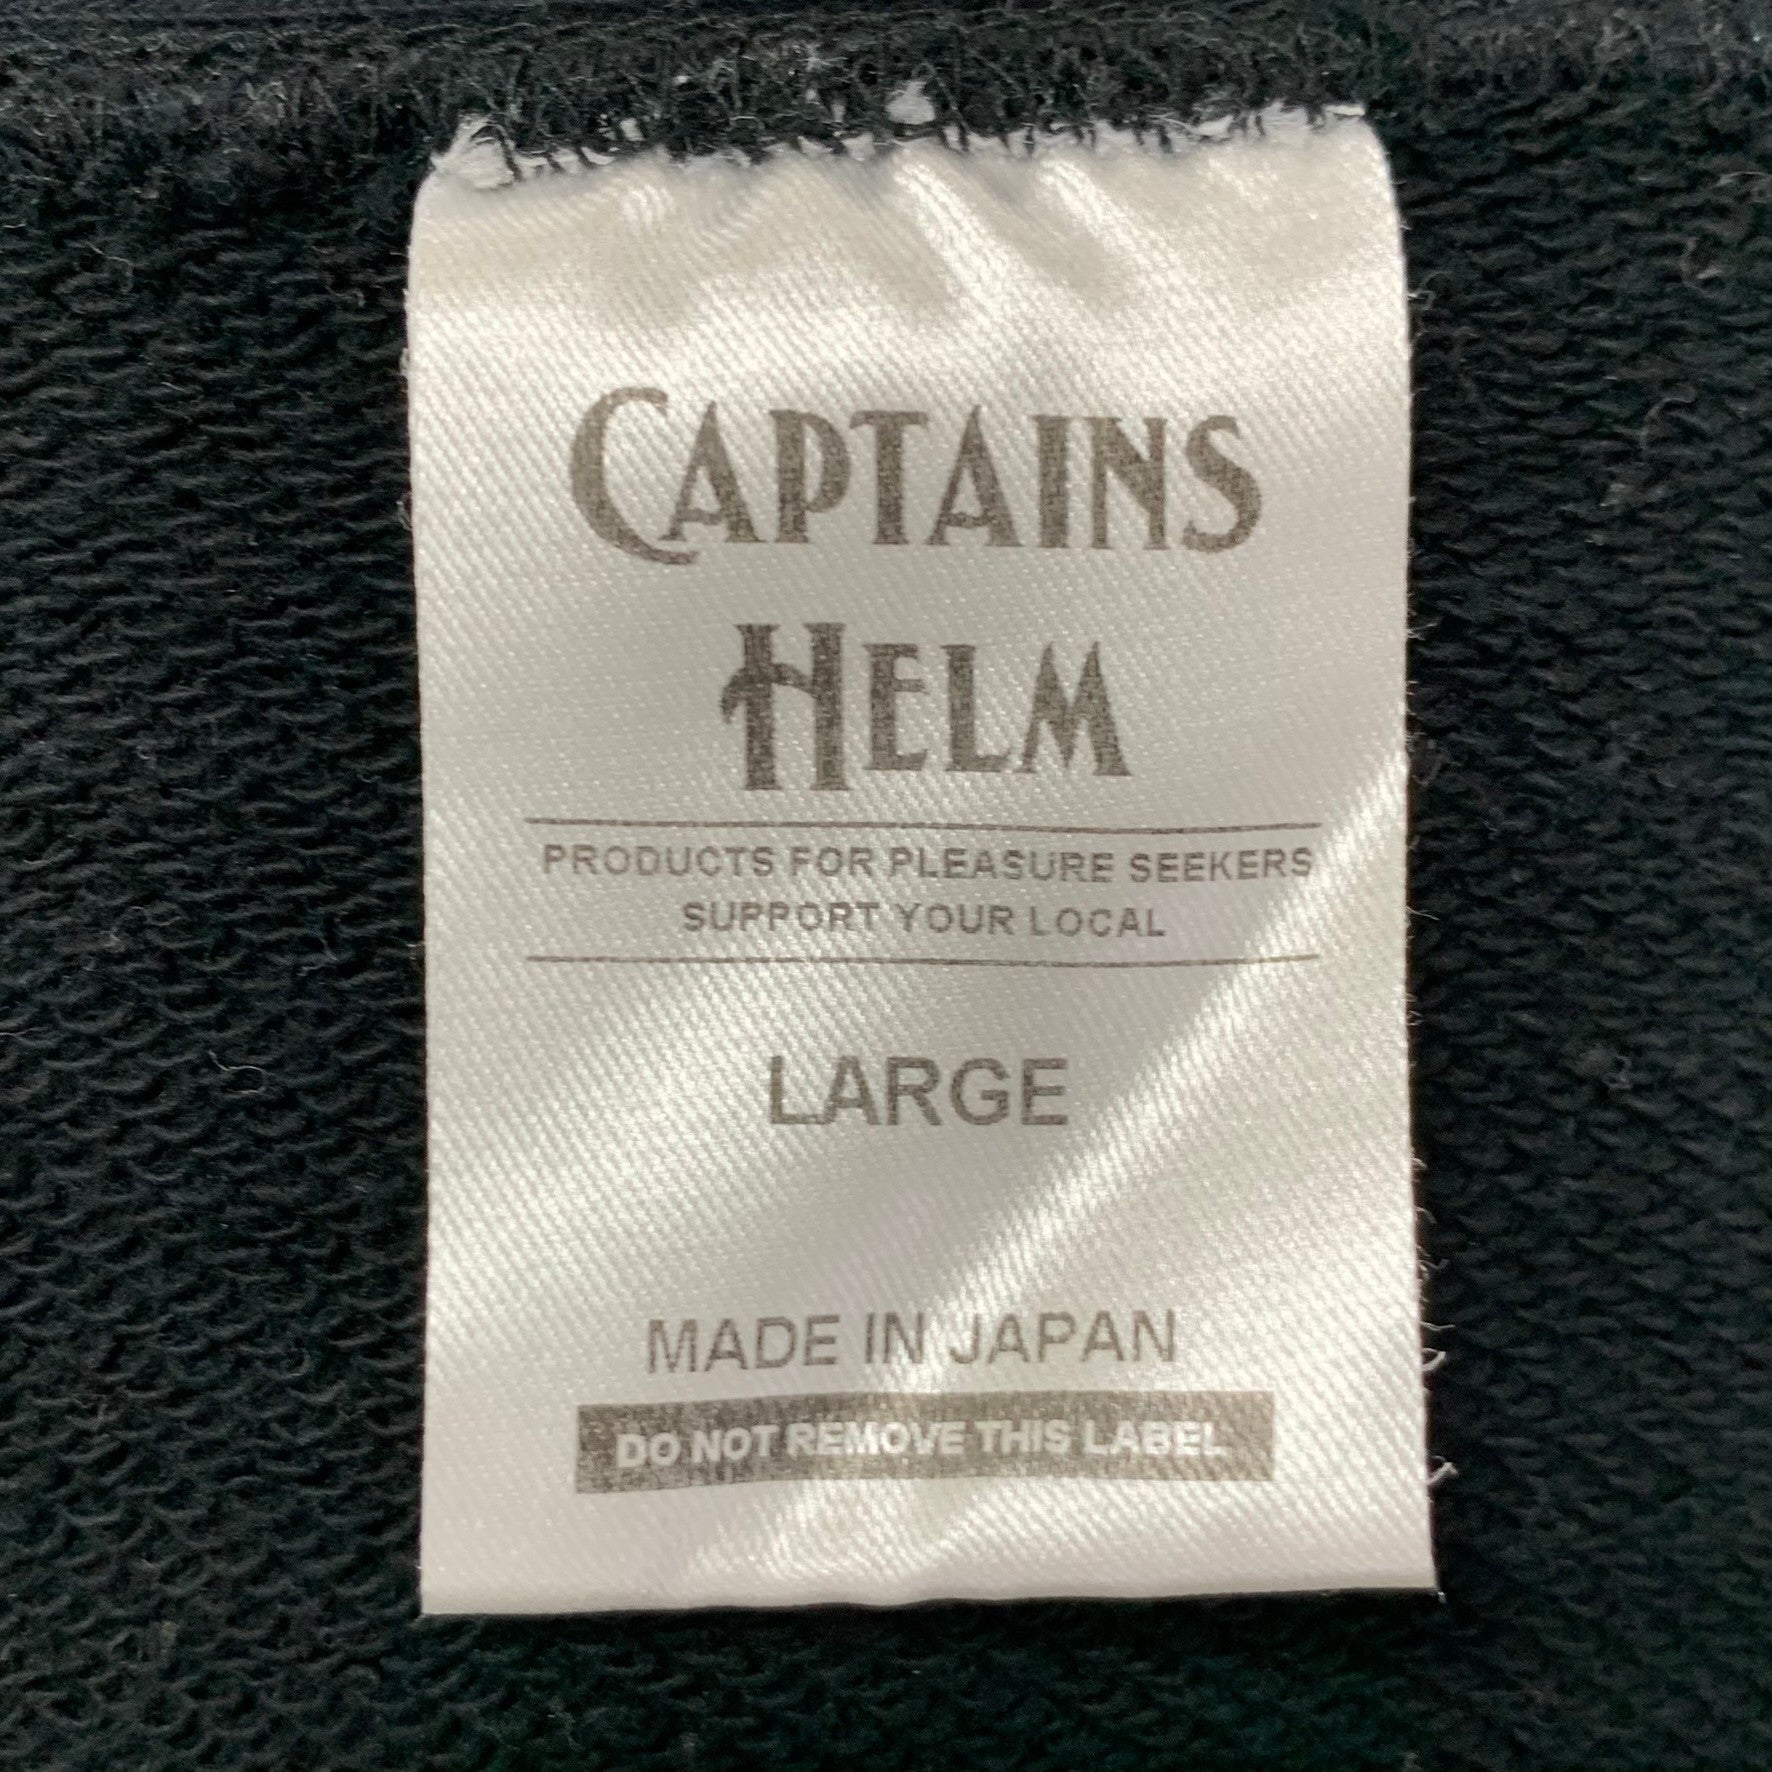 CAPTAINS
HELM
PRODUCTS FOR PLEASURE SEEKERS
SUPPORT YOUR LOCAL
LARGE
MADE IN JAPAN
DO NOT REMOVE THIS LABEL